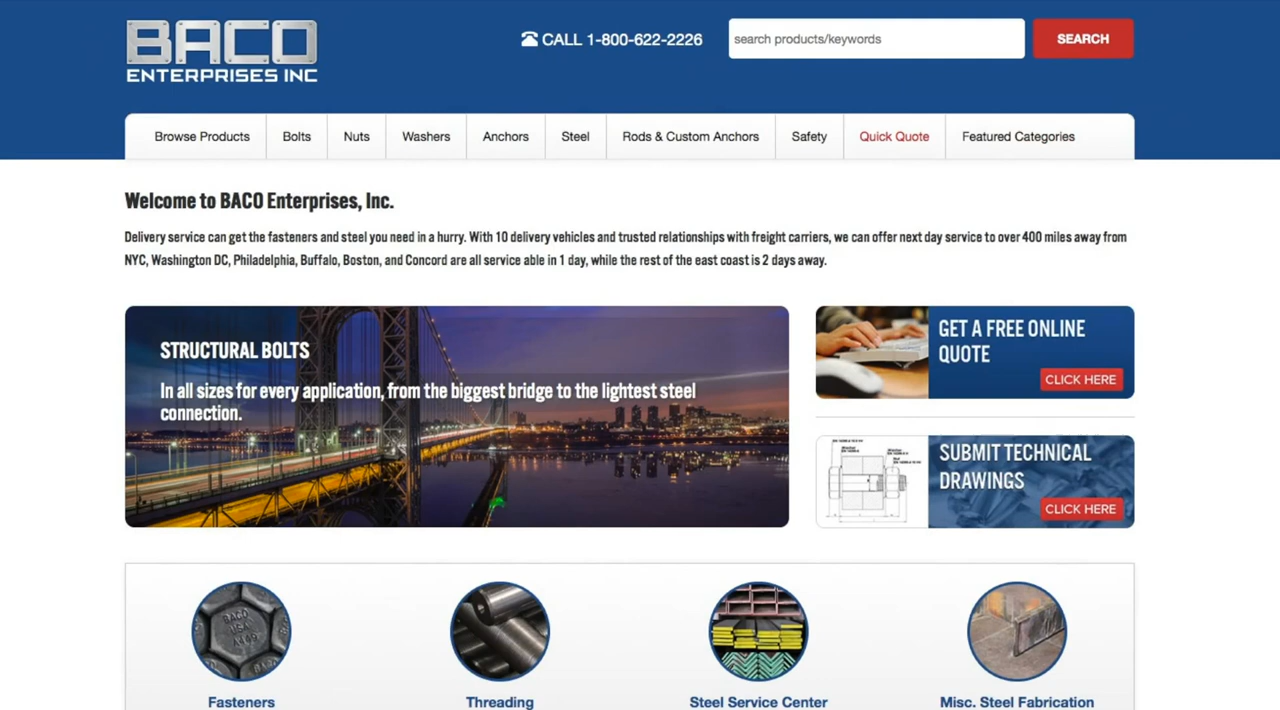 BACO
ENTERPRISES INC
CALL 1-800-622-2226
search products/keywords
SEARCH
Browse Products
Bolts
Nuts
Washers
Anchors
Steel
Rods & Custom Anchors
Safety
Quick Quote
Featured Categories
Welcome to BACO Enterprises, Inc.
Delivery service can get the fasteners and steel you need in a hurry. With 10 delivery vehicles and trusted relationships with freight carriers, we can offer next day service to over 400 miles away from
NYC, Washington DC, Philadelphia, Buffalo, Boston, and Concord are all service able in 1 day, while the rest of the east coast is 2 days away.
STRUCTURAL BOLTS
In all sizes for every application, from the biggest bridge to the lightest steel
connection.
GET A FREE ONLINE
QUOTE
CLICK HERE
SUBMIT TECHNICAL
DRAWINGS
CLICK HERE
BACO
USA
A449
Fasteners
Threading
Steel Service Center
Misc. Steel Fabrication